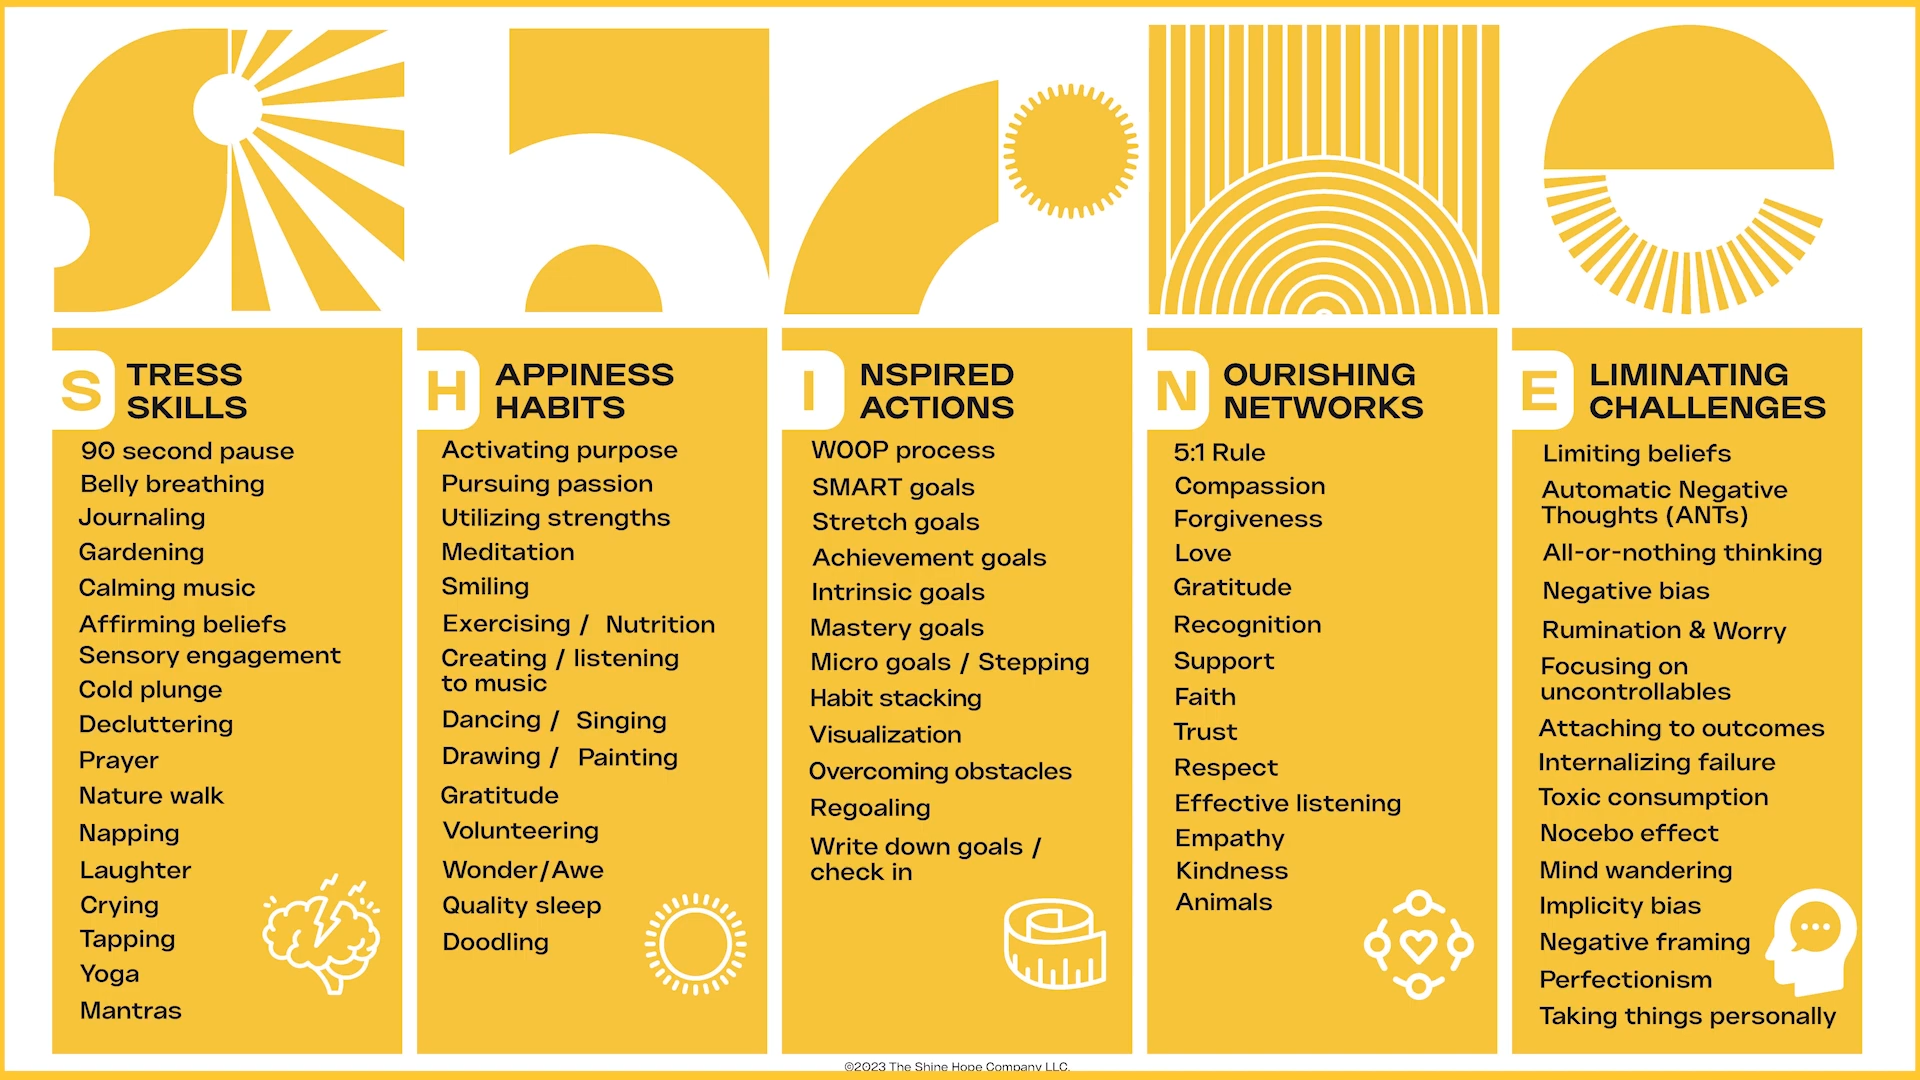 S TRESS
SKILLS
90 second pause
Belly breathing
Journaling
Gardening
Calming music
Affirming beliefs
Sensory engagement
Cold plunge
Decluttering
Prayer
Nature walk
Napping
Laughter
Crying
Tapping
Yoga
Mantras
H APPINESS
HABITS
Activating purpose
Pursuing passion
Utilizing strengths
Meditation
Smiling
Exercising / Nutrition
Creating / listening
to music
Dancing / Singing
Drawing / Painting
Gratitude
Volunteering
Wonder/Awe
Quality sleep
Doodling
I NSPIRED
ACTIONS
WOOP process
SMART goals
Stretch goals
Achievement goals
Intrinsic goals
Mastery goals
Micro goals / Stepping
Habit stacking
Visualization
Overcoming obstacles
Regoaling
Write down goals /
check in
N OURISHING
NETWORKS
5:1 Rule
Compassion
Forgiveness
Love
Gratitude
Recognition
Support
Faith
Trust
Respect
Effective listening
Empathy
Kindness
Animals
E LIMINATING
CHALLENGES
Limiting beliefs
Automatic Negative
Thoughts (ANTs)
All-or-nothing thinking
Negative bias
Rumination & Worry
Focusing on
uncontrollables
Attaching to outcomes
Internalizing failure
Toxic consumption
Nocebo effect
Mind wandering
Implicity bias
Negative framing
Perfectionism
Taking things personally
©2023 The Shine Hope Company LLC.